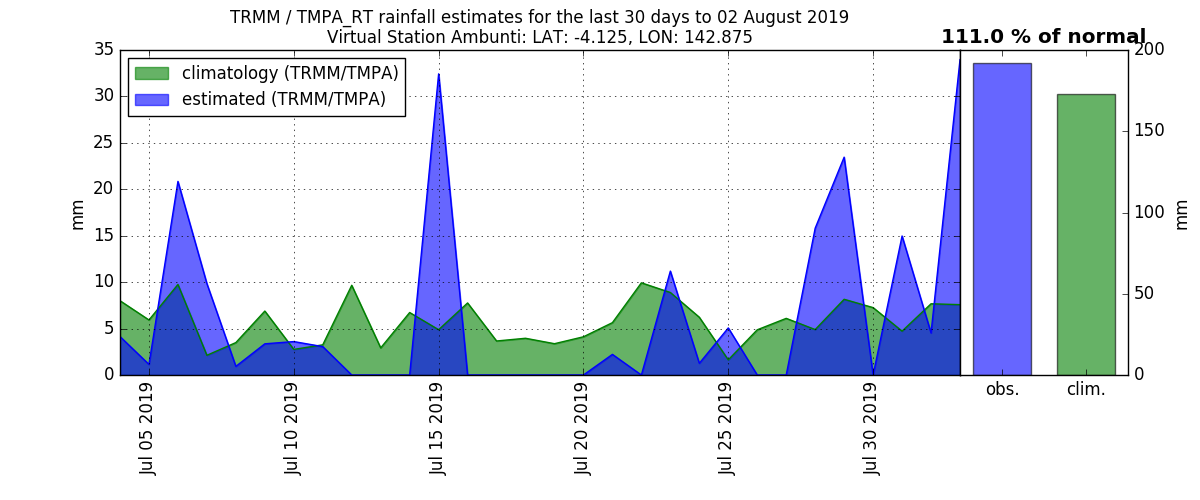 TRMM / TMPA_RT rainfall estimates for the last 30 days to 02 August 2019
Virtual Station Ambunti: LAT: -4.125, LON: 142.875
111.0 % of normal
climatology (TRMM/TMPA)
estimated (TRMM/TMPA)
35
30
25
20
15
10
5
0
mm
200
150
100
50
0
mm
Jul 05 2019
Jul 10 2019
Jul 15 2019
Jul 20 2019
Jul 25 2019
Jul 30 2019
obs.
clim.